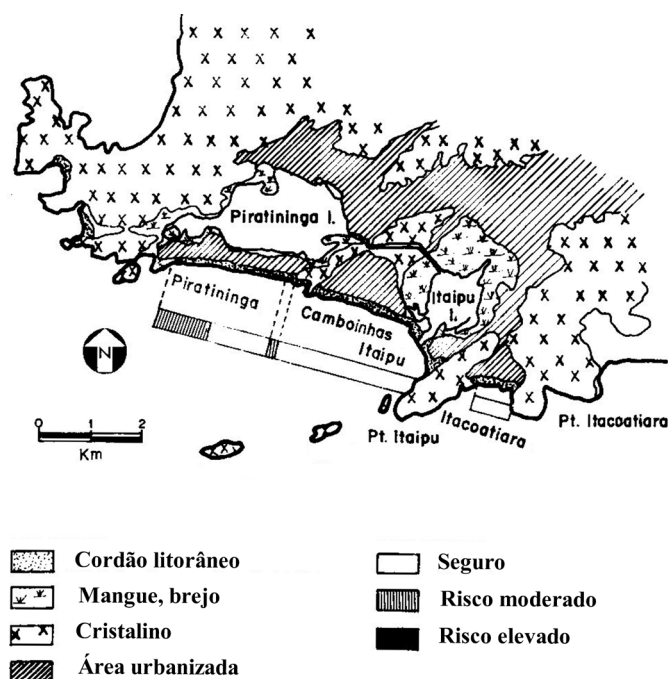 Piratininga l.
Itaipu
l.
Piratininga
Camboinhas
Itaipu
N
Pt. Itaipu
Itacoatiara
Pt. Itacoatiara
0 1 2
Km
Cordão litorâneo
Mangue, brejo
Cristalino
Área urbanizada
Seguro
Risco moderado
Risco elevado